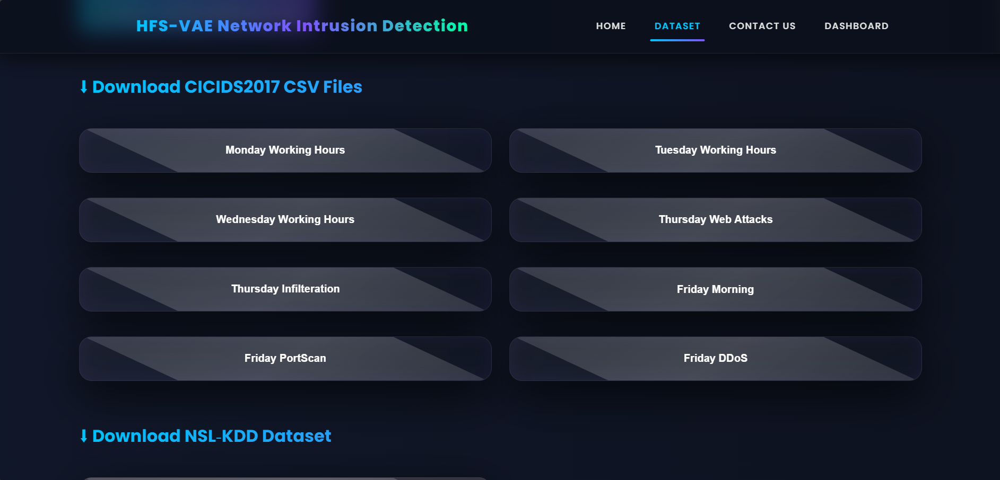 HFS-VAE Network Intrusion Detection
HOME
DATASET
CONTACT US
DASHBOARD
⬇ Download CICIDS2017 CSV Files
Monday Working Hours
Tuesday Working Hours
Wednesday Working Hours
Thursday Web Attacks
Thursday Infilteration
Friday Morning
Friday PortScan
Friday DDoS
⬇ Download NSL-KDD Dataset